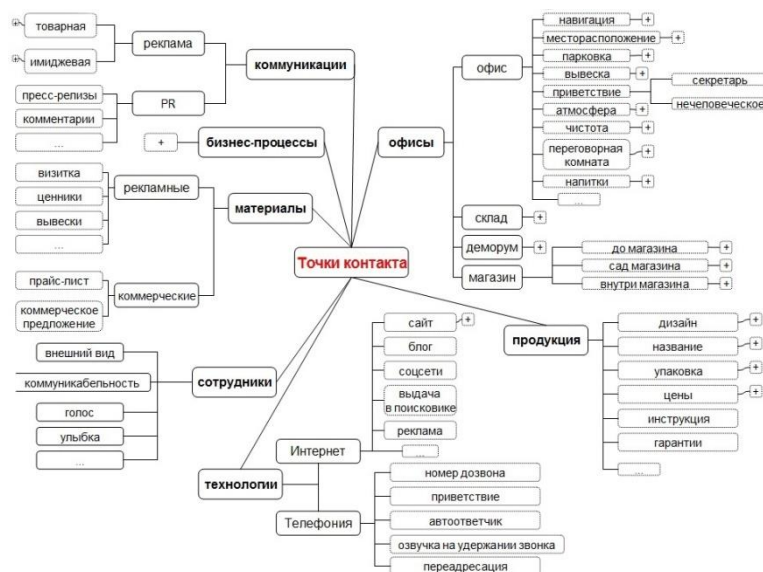 товарная
реклама
имиджевая
коммуникации
пресс-релизы
PR
комментарии
...
+
бизнес-процессы
визитка
рекламные
ценники
вывески
...
материалы
прайс-лист
коммерческие
коммерческое
предложение
внешний вид
коммуникабельность
сотрудники
голос
улыбка
...
Точки контакта
офисы
офис
навигация +
месторасположение +
парковка +
вывеска +
приветствие
секретарь
нечеповеческое
атмосфера +
чистота +
переговорная
комната +
напитки +
...
склад +
деморум +
магазин
до магазина +
сад магазина +
внутри магазина +
продукция
дизайн +
название +
упаковка +
цены +
инструкция
гарантии
...
технологии
Интернет
сайт +
блог
соцсети
выдача
в поисковике
реклама
...
Телефония
номер дозвона
приветствие
автоответчик
озвучка на удержании звонка
переадресация